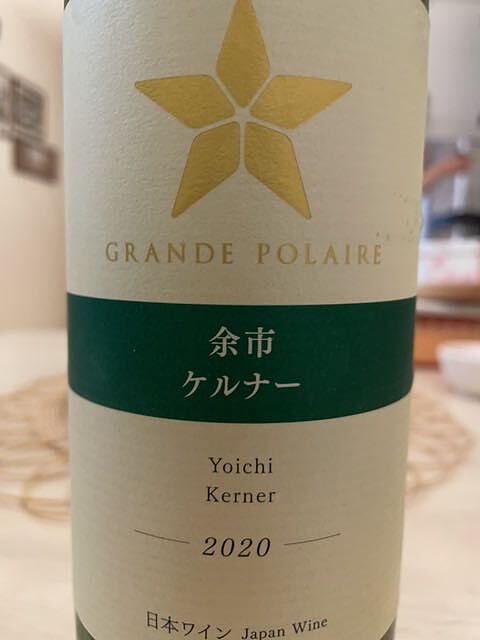 GRANDE POLAIRE
余市
ケルナー
Yoichi
Kerner
2020
日本ワイン Japan Wine